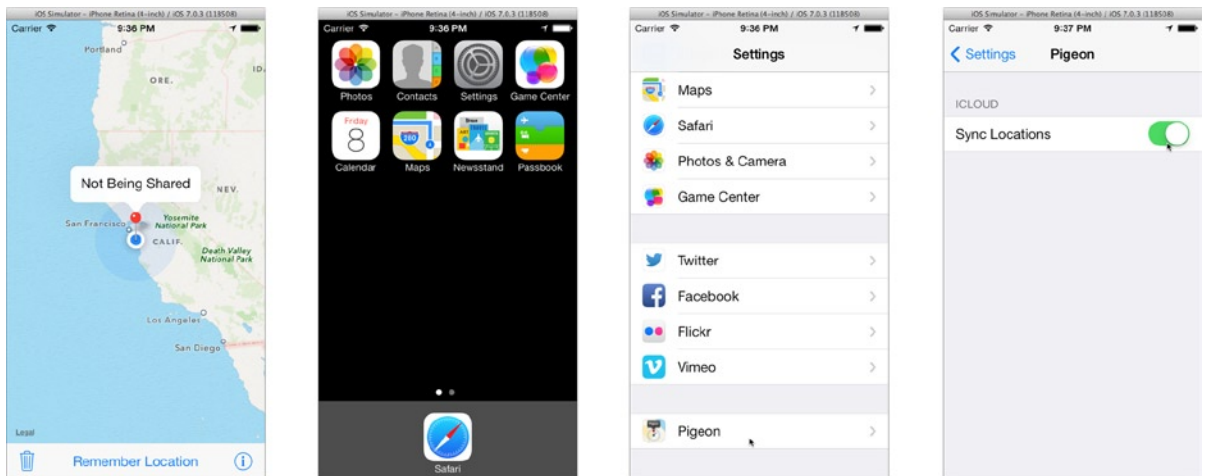 iOS Simulator - iPhone Retina (4-inch) / iOS 7.0.3 (11B508)
Carrier 9:36 PM
Portland
ORE.
ID.
Not Being Shared
NEV.
San Francisco
Yosemite
National Park
CALIF.
Death Valley
National Park
Los Angeles
San Diego
Legal
Remember Location
iOS Simulator - iPhone Retina (4-inch) / iOS 7.0.3 (11B508)
Carrier 9:36 PM
Photos Contacts Settings Game Center
Friday
8
280
Calendar Maps Newsstand Passbook
Safari
iOS Simulator - iPhone Retina (4-inch) / iOS 7.0.3 (11B508)
Carrier 9:36 PM
Settings
Maps
Safari
Photos & Camera
Game Center
Twitter
Facebook
Flickr
Vimeo
Pigeon
iOS Simulator - iPhone Retina (4-inch) / iOS 7.0.3 (11B508)
Carrier 9:37 PM
Settings Pigeon
ICLOUD
Sync Locations